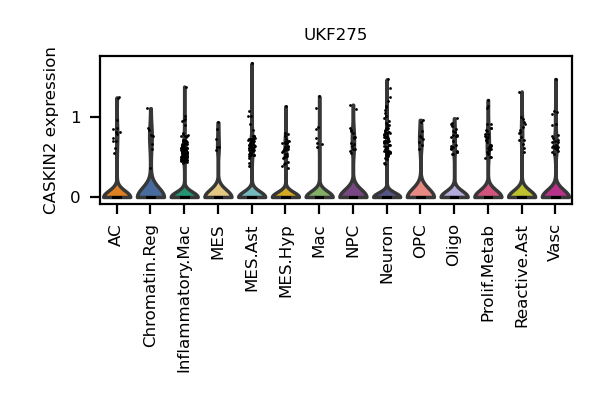 UKF275
CASKIN2 expression
1
0
AC
Chromatin.Reg
Inflammatory.Mac
MES
MES.Ast
MES.Hyp
Mac
NPC
Neuron
OPC
Oligo
Prolif.Metab
Reactive.Ast
Vasc